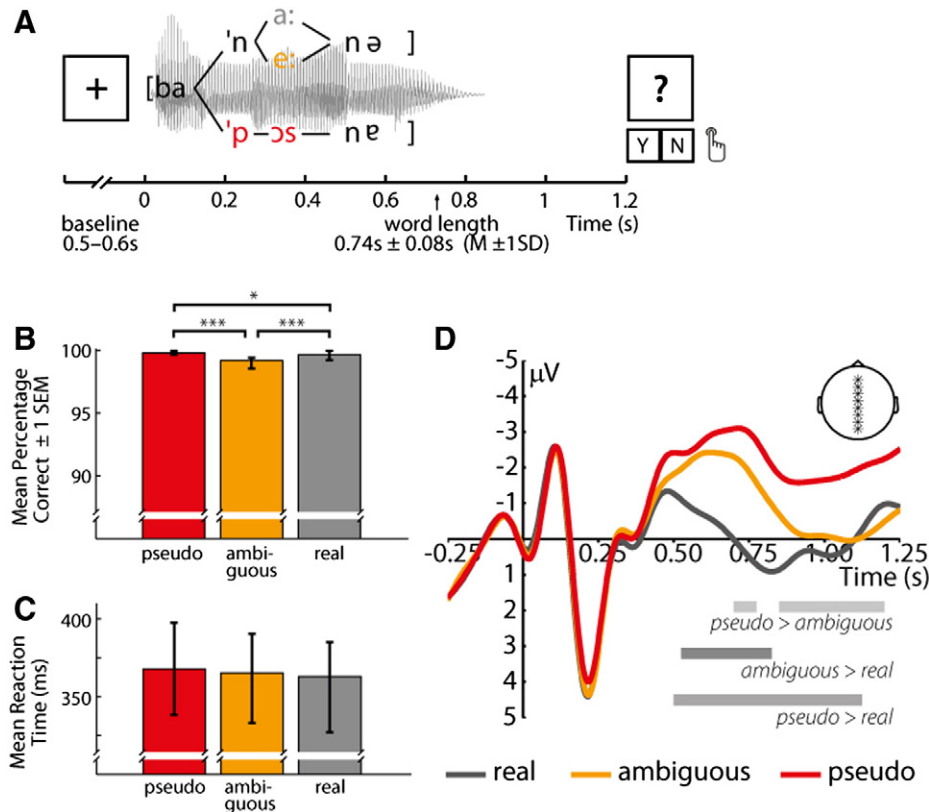 A
+
[ba
'n
a:
e:
n ə ]
'p
ɔs
n ɐ ]
?
Y N
0 0.2 0.4 0.6 0.8 1 1.2
baseline
0.5–0.6s
word length
0.74s ± 0.08s (M ±1SD)
Time (s)
B
* 
*** ***
Mean Percentage
Correct ± 1 SEM
100
95
90
pseudo ambi-
guous real
C
Mean Reaction
Time (ms)
400
350
pseudo ambi-
guous real
D
-5
µV
-4
-3
-2
-1
-0.25 0.25 0.50 0.75 1.00 1.25
Time (s)
1
2
3
4
5
pseudo > ambiguous
ambiguous > real
pseudo > real
real ambiguous pseudo